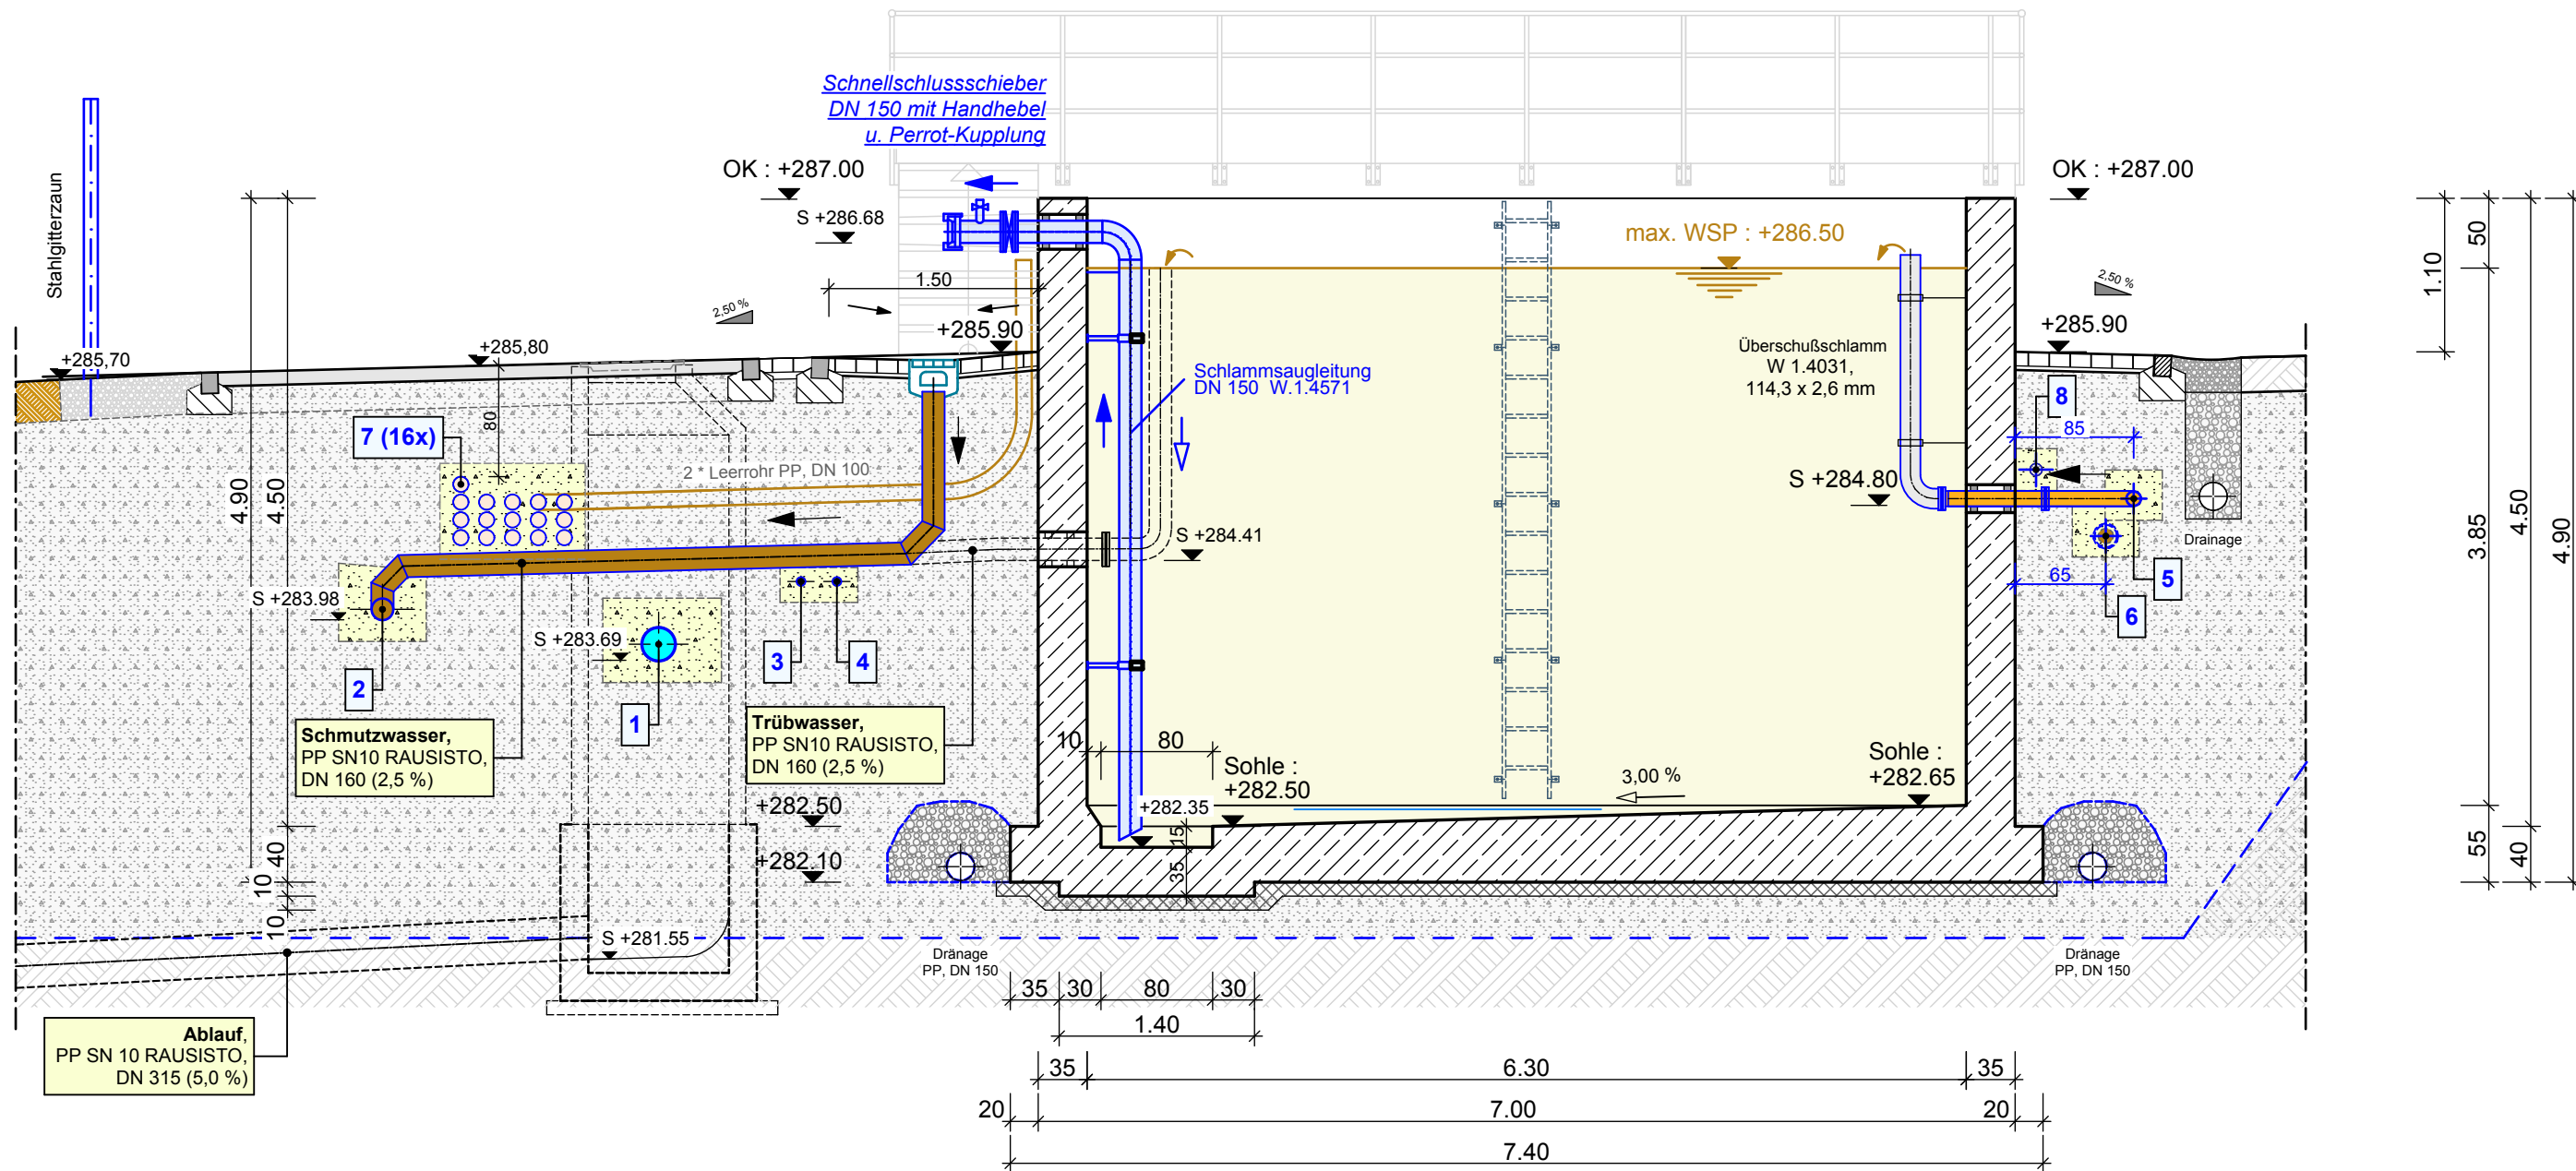 Schnellschlussschieber
DN 150 mit Handhebel
u. Perrot-Kupplung
OK : +287.00
OK : +287.00
S +286.68
Stahlgitterzaun
max. WSP : +286.50
1.50
2,50 %
2,50 %
+285.90
+285.90
+285,70
+285,80
Überschußschlamm
W 1.4031,
114,3 x 2,6 mm
Schlammsaugleitung
DN 150 W.1.4571
7 (16x)
80
2 * Leerrohr PP, DN 100
8
85
S +284.80
S +284.41
Drainage
65
5
6
4.90
4.50
S +283.98
S +283.69
2
1
3
4
Schmutzwasser,
PP SN10 RAUSISTO,
DN 160 (2,5 %)
Trübwasser,
PP SN10 RAUSISTO,
DN 160 (2,5 %)
10
80
Sohle :
+282.50
Sohle :
+282.65
3,00 %
+282.35
+282.50
+282.10
15
35
40
10
10
S +281.55
Dränage
PP, DN 150
Dränage
PP, DN 150
Ablauf,
PP SN 10 RAUSISTO,
DN 315 (5,0 %)
35
30
80
30
1.40
35
6.30
35
20
7.00
20
7.40
1.10
50
3.85
4.50
4.90
55
40